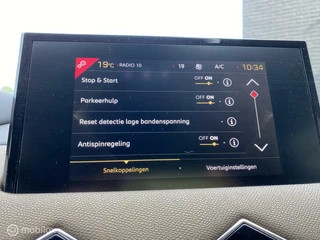 19°C RADIO 10 19 A/C 10:34
Stop & Start OFF ON
Parkeerhulp OFF ON
Reset detectie lage bandenspanning
Antispinregeling OFF ON
Snelkoppelingen Voertuiginstellingen
mobielen